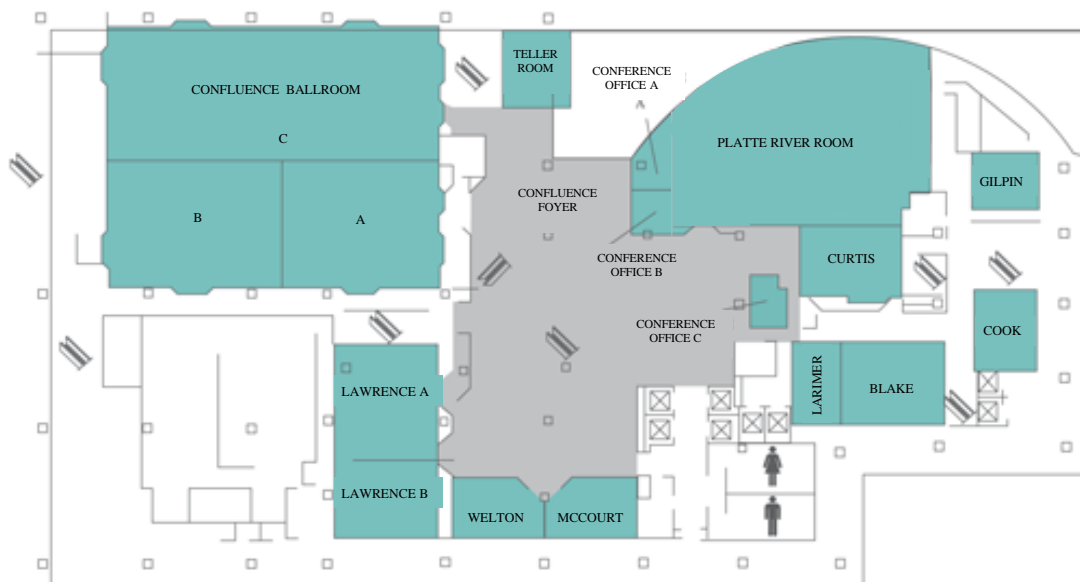 TELLER
ROOM
CONFERENCE
OFFICE A
A
CONFLUENCE BALLROOM
C
PLATTE RIVER ROOM
GILPIN
CONFLUENCE
FOYER
B
A
CONFERENCE
OFFICE B
CURTIS
CONFERENCE
OFFICE C
COOK
LARIMER
BLAKE
LAWRENCE A
LAWRENCE B
WELTON
MCCOURT